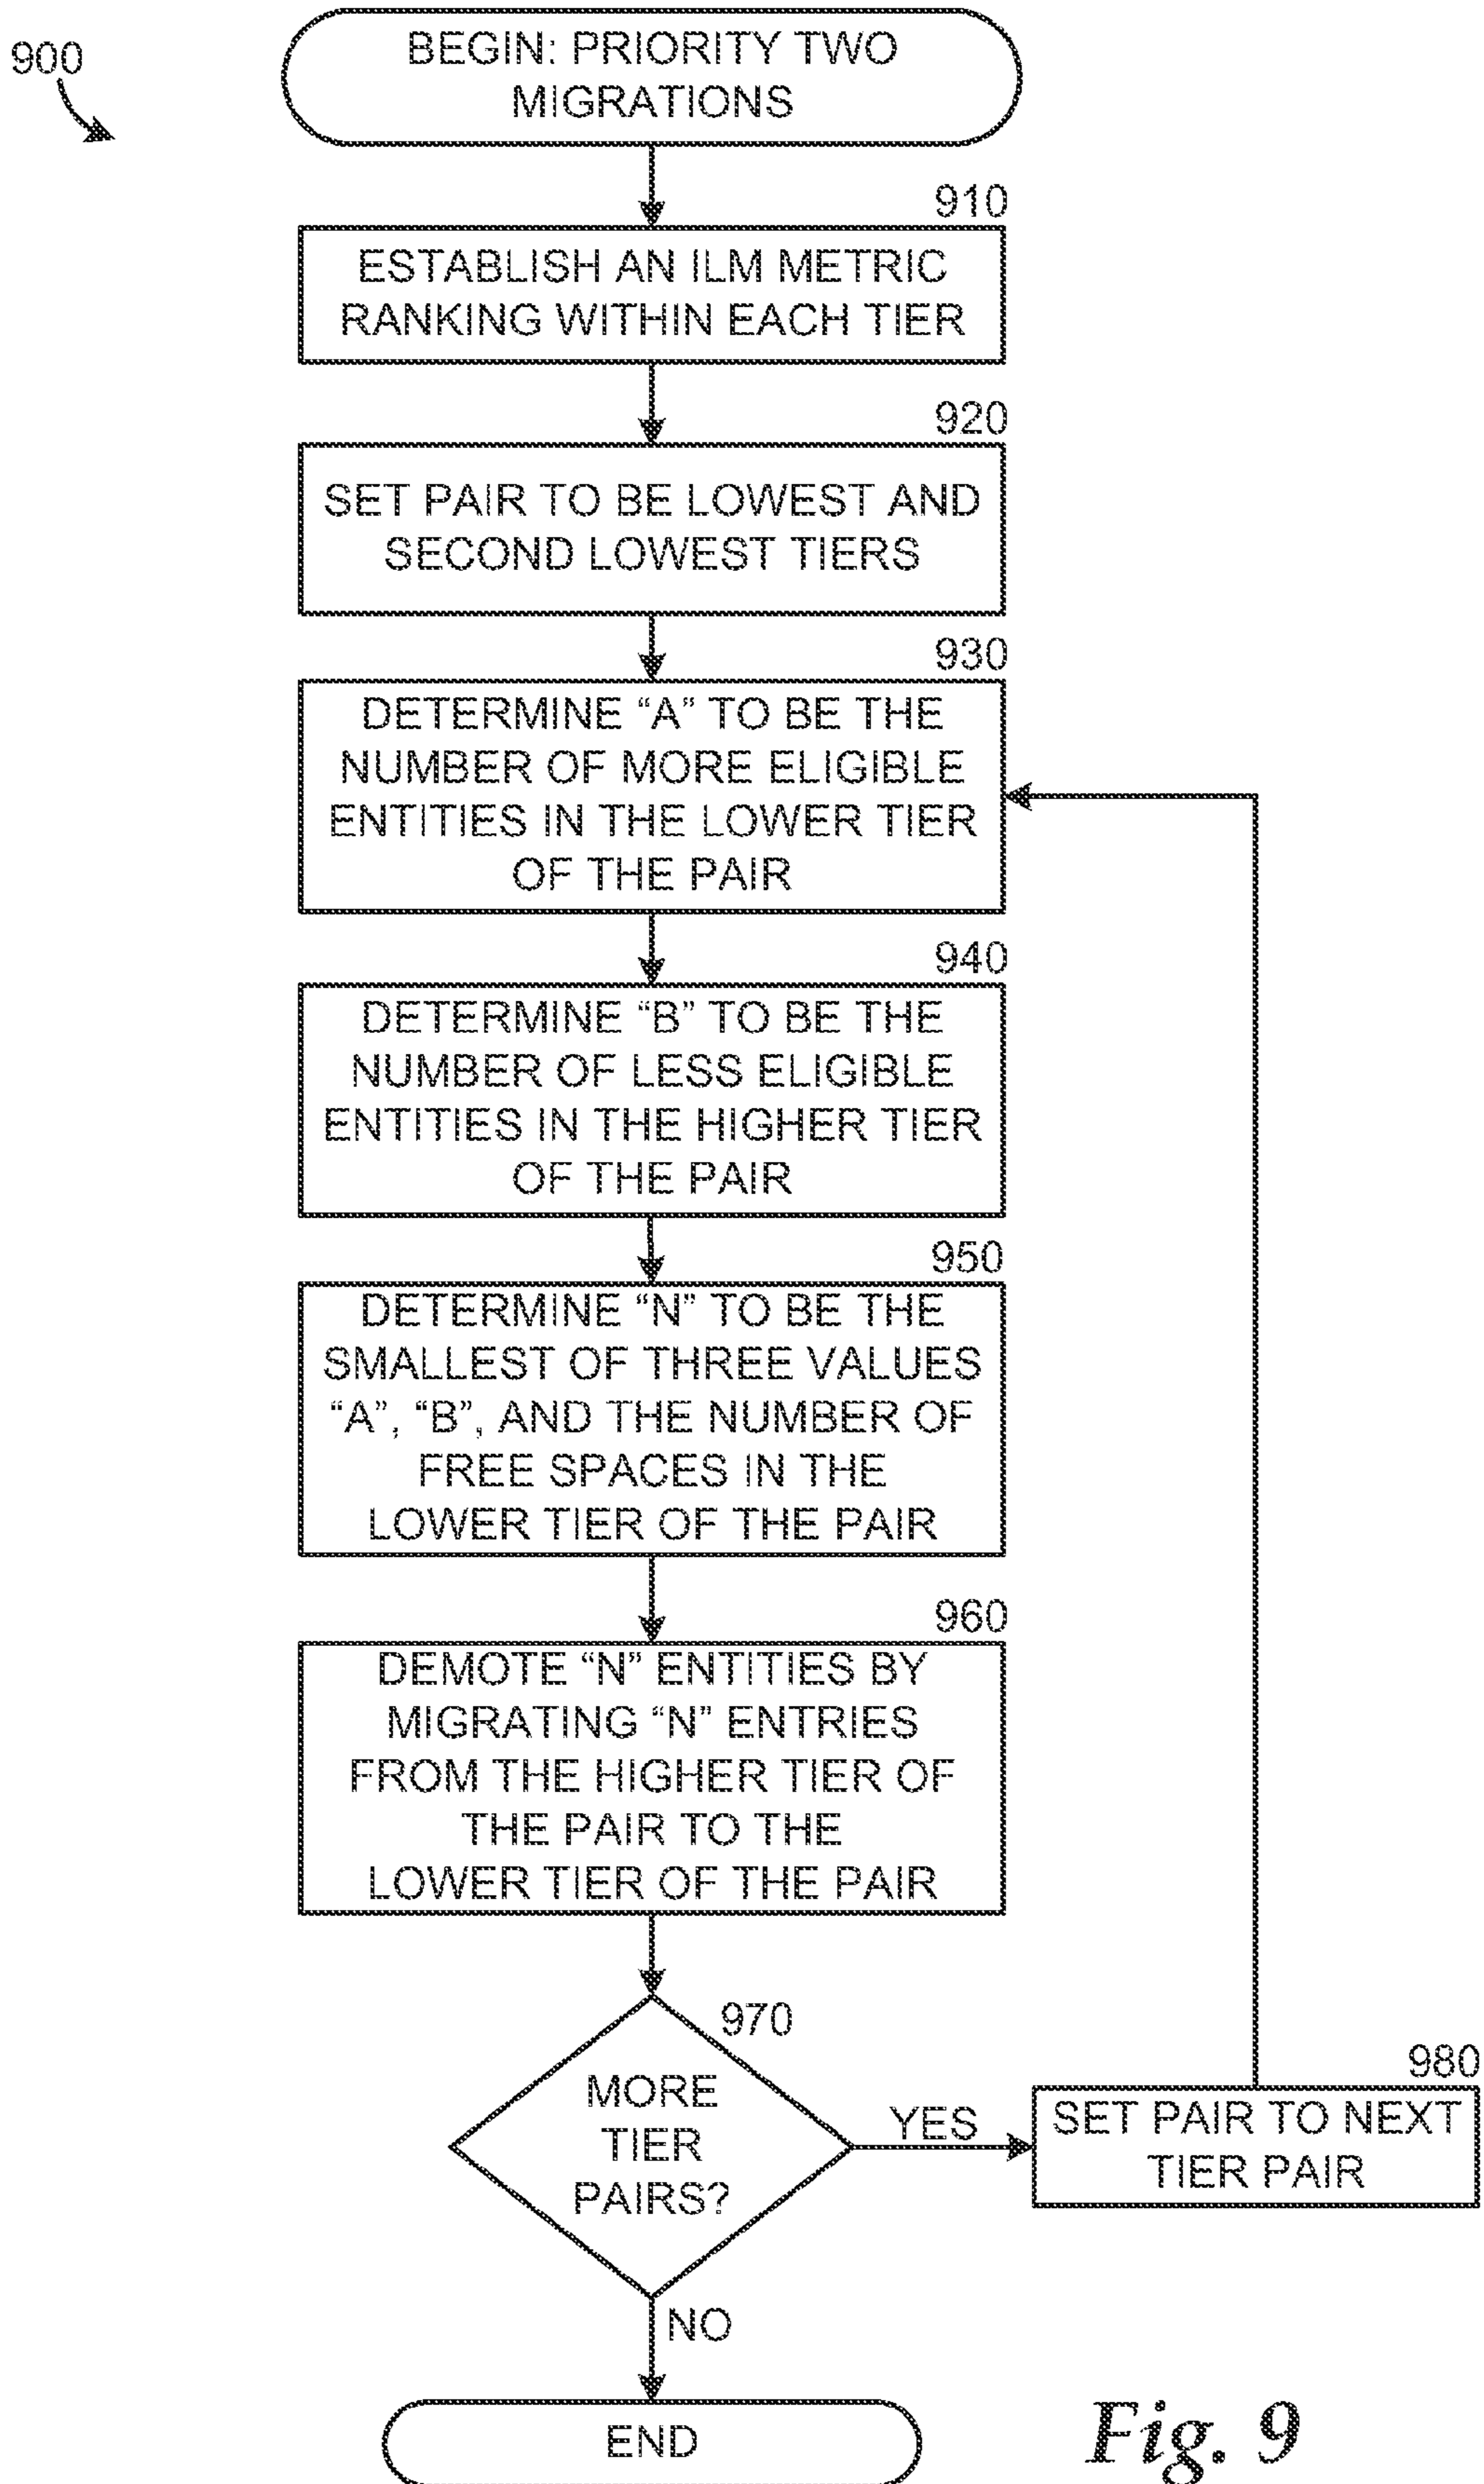 900
BEGIN: PRIORITY TWO
MIGRATIONS
910
ESTABLISH AN ILM METRIC
RANKING WITHIN EACH TIER
920
SET PAIR TO BE LOWEST AND
SECOND LOWEST TIERS
930
DETERMINE “A” TO BE THE
NUMBER OF MORE ELIGIBLE
ENTITIES IN THE LOWER TIER
OF THE PAIR
940
DETERMINE “B” TO BE THE
NUMBER OF LESS ELIGIBLE
ENTITIES IN THE HIGHER TIER
OF THE PAIR
950
DETERMINE “N” TO BE THE
SMALLEST OF THREE VALUES
“A”, “B”, AND THE NUMBER OF
FREE SPACES IN THE
LOWER TIER OF THE PAIR
960
DEMOTE “N” ENTITIES BY
MIGRATING “N” ENTRIES
FROM THE HIGHER TIER OF
THE PAIR TO THE
LOWER TIER OF THE PAIR
970
MORE
TIER
PAIRS?
YES
980
SET PAIR TO NEXT
TIER PAIR
NO
END
Fig. 9